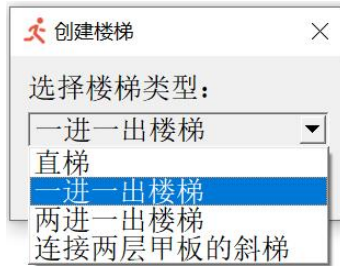 创建楼梯
选择楼梯类型：
一进一出楼梯
直梯
一进一出楼梯
两进一出楼梯
连接两层甲板的斜梯